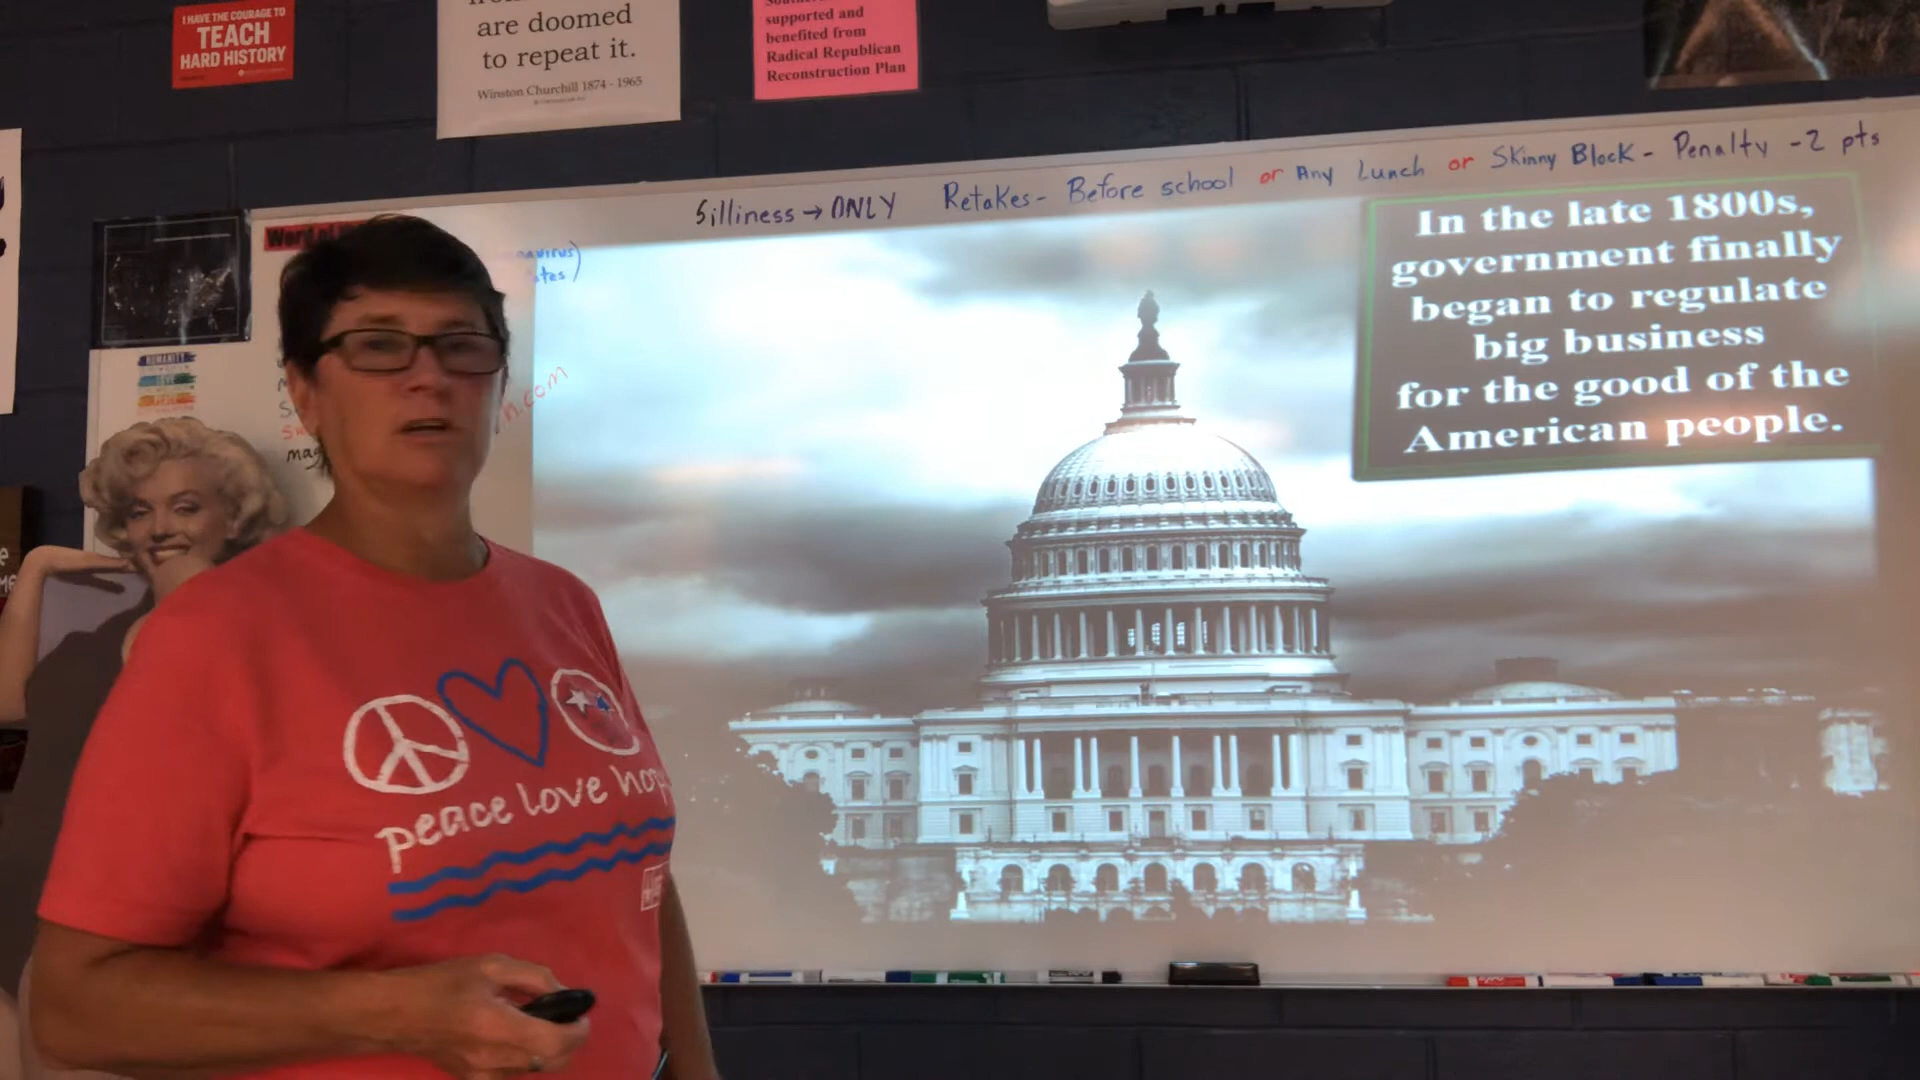 I HAVE THE COURAGE TO
TEACH
HARD HISTORY
are doomed
to repeat it.
Winston Churchill 1874 - 1965
supported and
benefited from
Radical Republican
Reconstruction Plan
Silliness → ONLY Retakes - Before school or Any Lunch or Skinny Block - Penalty -2 pts
In the late 1800s,
government finally
began to regulate
big business
for the good of the
American people.
HUMANITY
peace love hop